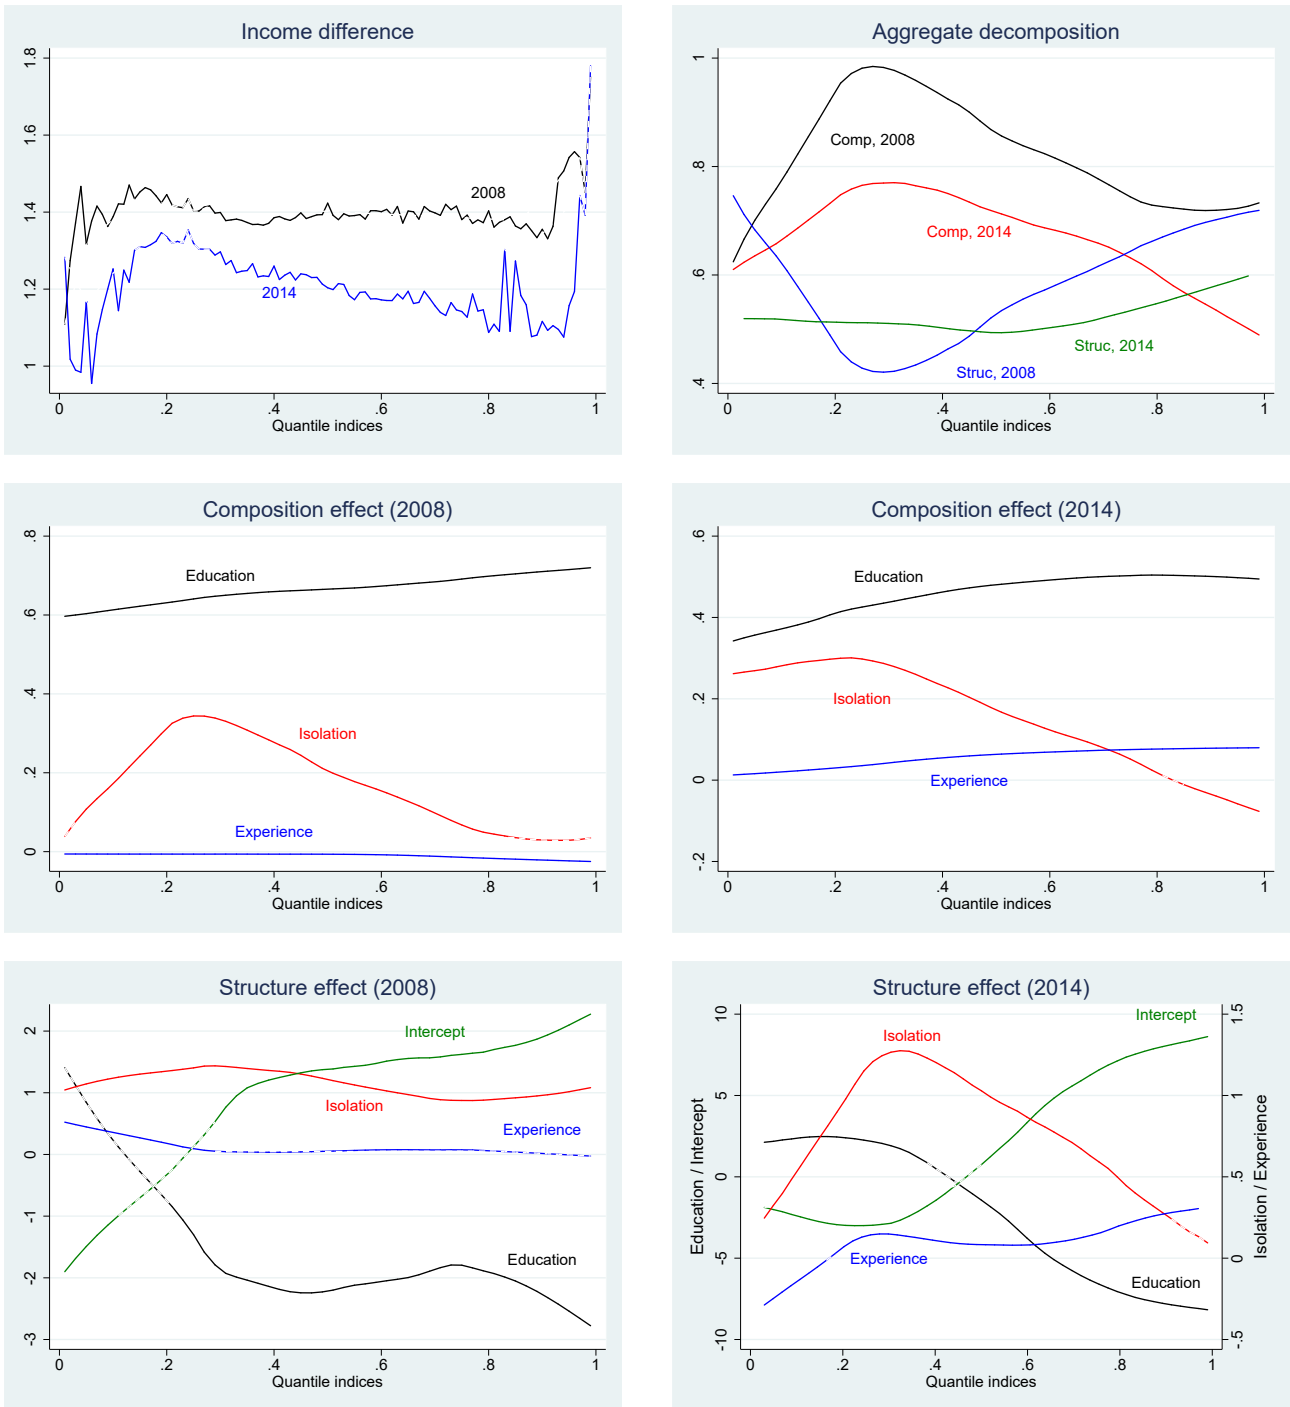 Income difference
1.8
1.6
1.4
1.2
1
2008
2014
0 .2 .4 .6 .8 1
Quantile indices
Aggregate decomposition
1
.8
.6
.4
Comp, 2008
Comp, 2014
Struc, 2014
Struc, 2008
0 .2 .4 .6 .8 1
Quantile indices
Composition effect (2008)
.8
.6
.4
.2
0
Education
Isolation
Experience
0 .2 .4 .6 .8 1
Quantile indices
Composition effect (2014)
.6
.4
.2
0
-.2
Education
Isolation
Experience
0 .2 .4 .6 .8 1
Quantile indices
Structure effect (2008)
2
1
0
-1
-2
-3
Intercept
Isolation
Experience
Education
0 .2 .4 .6 .8 1
Quantile indices
Structure effect (2014)
Education / Intercept
10
5
0
-5
-10
Intercept
Isolation
Experience
Education
1.5
1
.5
0
-.5
Isolation / Experience
0 .2 .4 .6 .8 1
Quantile indices